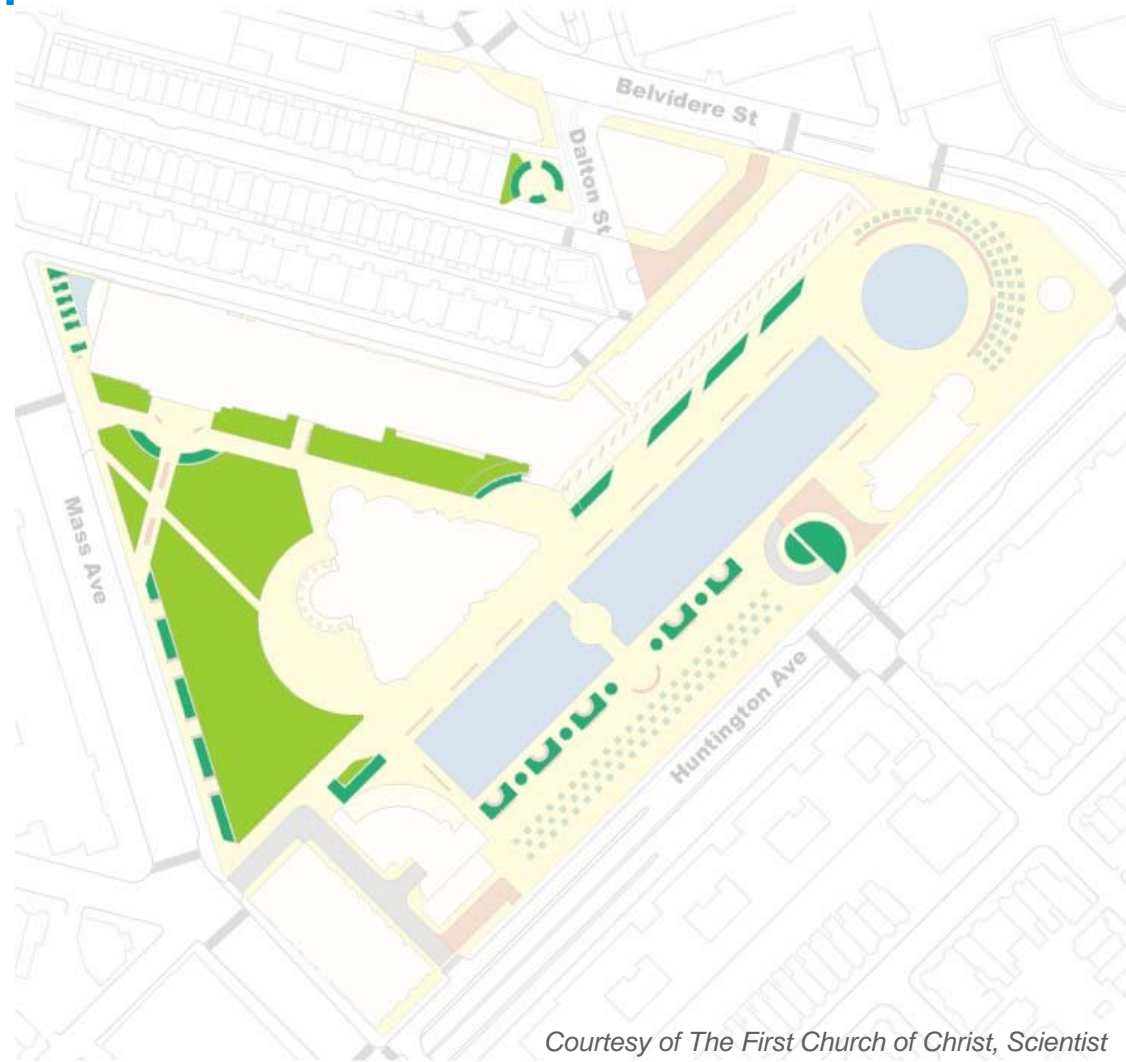 Belvidere St
Dalton St
Mass Ave
Huntington Ave
Courtesy of The First Church of Christ, Scientist